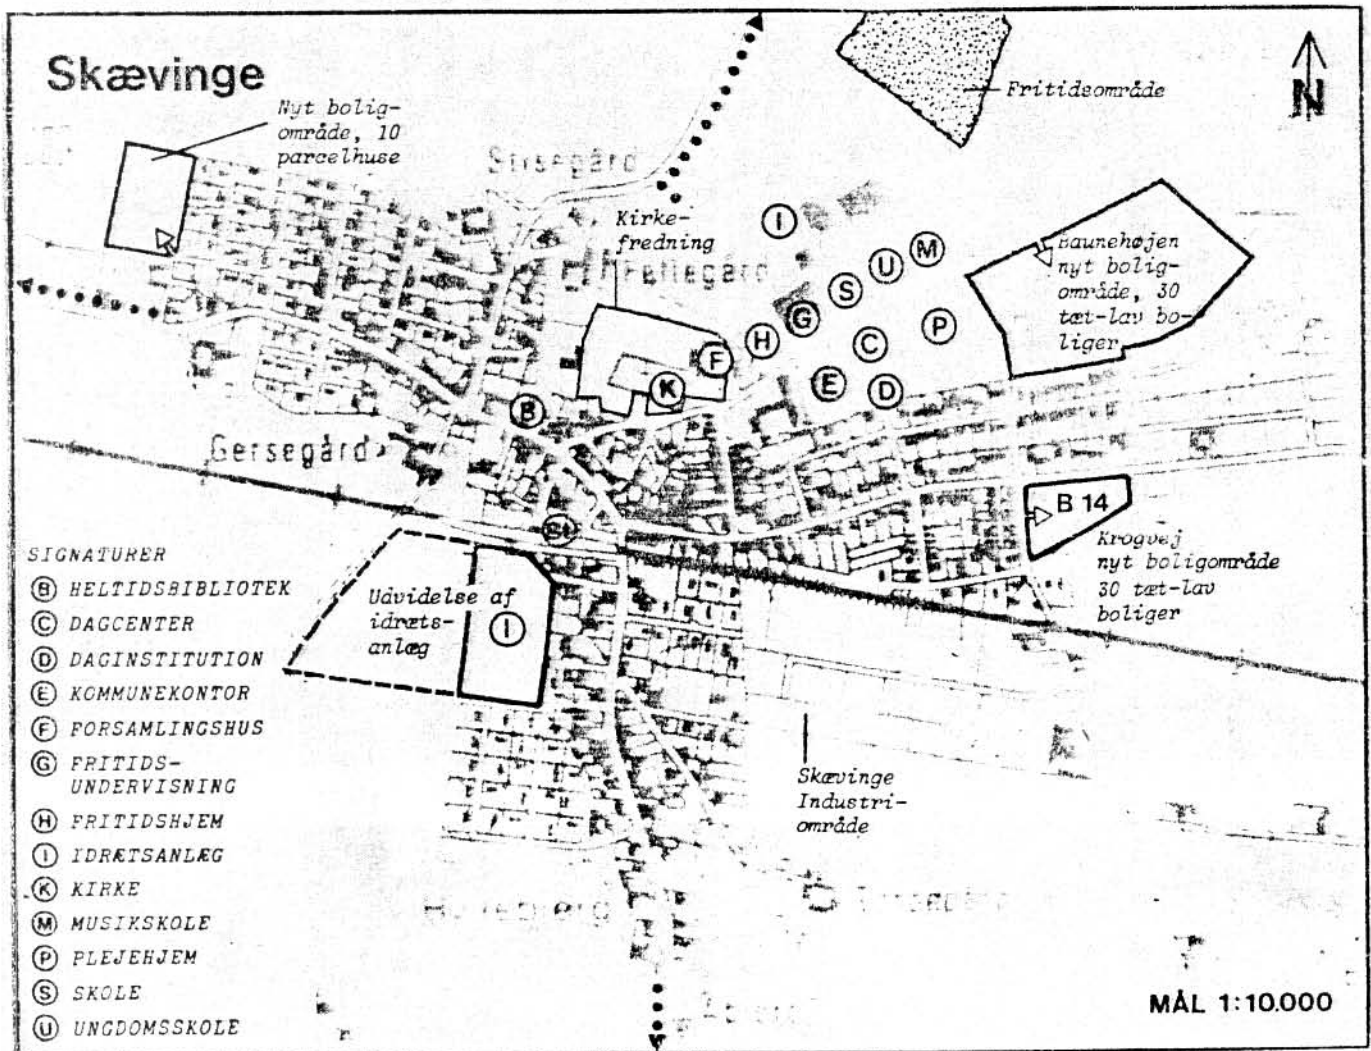 Skævinge
Nyt bolig-
område, 10
parcelhuse
Fritidsområde
N
Kirke-
fredning
I
M
U
S
G
H
P
C
F
E
D
K
B
Baunehøjen
nyt bolig-
område, 30
tæt-lav bo-
liger
Gersegård
St
B 14
Krogvej
nyt boligområde
30 tæt-lav
boliger
Udvidelse af
idræts-
anlæg
I
Skævinge
Industri-
område
SIGNATURER
B HELTIDSBIBLIOTEK
C DAGCENTER
D DAGINSTITUTION
E KOMMUNEKONTOR
F FORSAMLINGSHUS
G FRITIDS-
UNDERVISNING
H FRITIDSHJEM
I IDRÆTSANLÆG
K KIRKE
M MUSIKSKOLE
P PLEJEHJEM
S SKOLE
U UNGDOMSSKOLE
MÅL 1:10.000